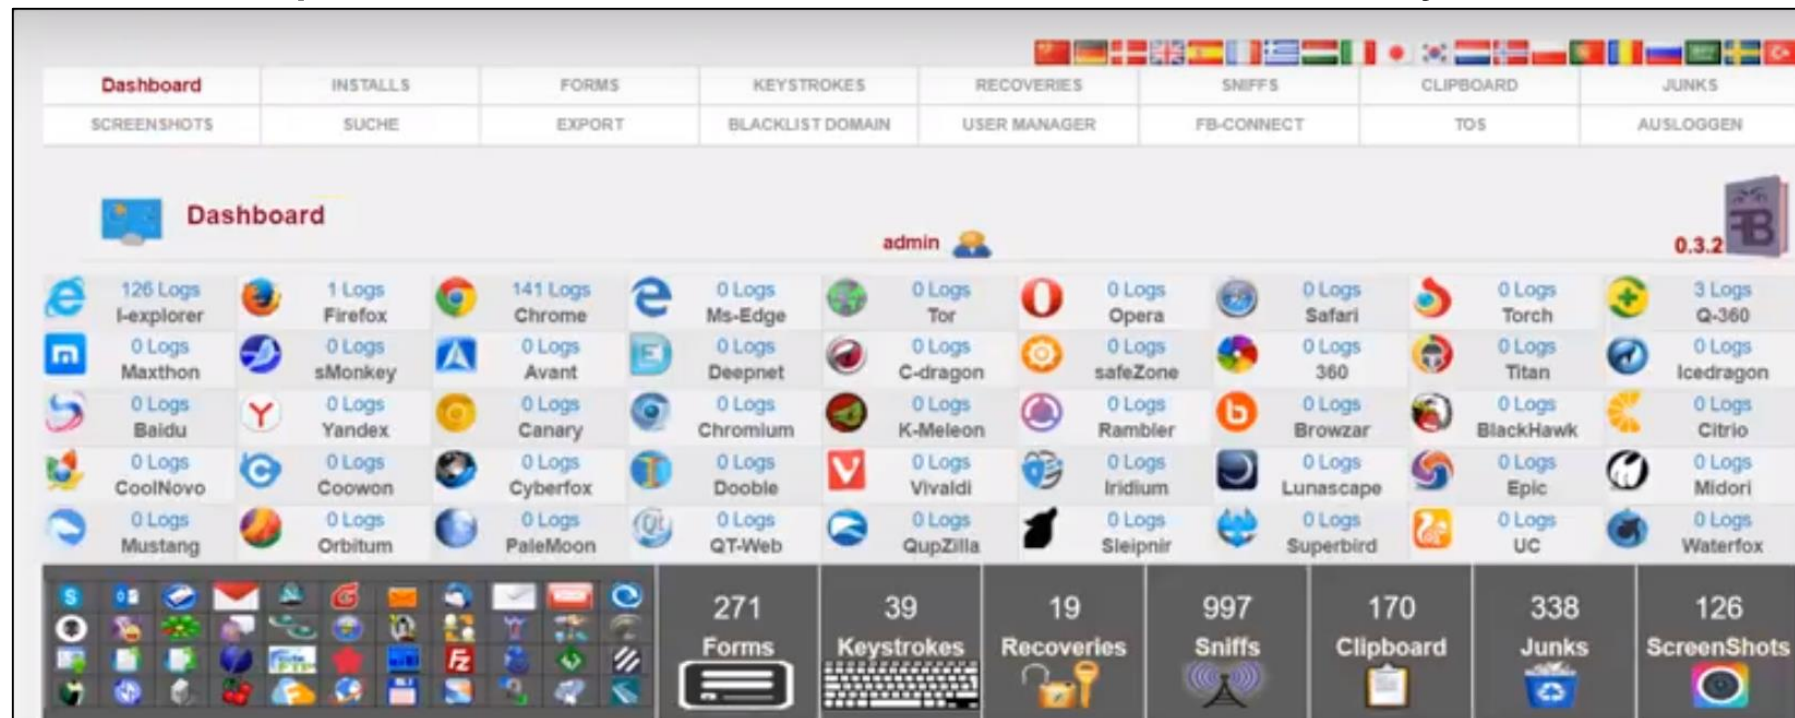 Dashboard INSTALLS FORMS KEYSTROKES RECOVERIES SNIFFS CLIPBOARD JUNKS
SCREENSHOTS SUCHE EXPORT BLACKLIST DOMAIN USER MANAGER FB-CONNECT TOS AUSLOGGEN
Dashboard
admin
0.3.2
126 Logs 1 Logs 141 Logs 0 Logs 0 Logs 0 Logs 0 Logs 0 Logs 3 Logs
I-explorer Firefox Chrome Ms-Edge Tor Opera Safari Torch Q-360
0 Logs 0 Logs 0 Logs 0 Logs 0 Logs 0 Logs 0 Logs 0 Logs 0 Logs
Maxthon sMonkey Avant Deepnet C-dragon safeZone 360 Titan Icedragon
0 Logs 0 Logs 0 Logs 0 Logs 0 Logs 0 Logs 0 Logs 0 Logs 0 Logs
Baidu Yandex Canary Chromium K-Meleon Rambler Browzar BlackHawk Citrio
0 Logs 0 Logs 0 Logs 0 Logs 0 Logs 0 Logs 0 Logs 0 Logs 0 Logs
CoolNovo Coowon Cyberfox Dooble Vivaldi Iridium Lunascape Epic Midori
0 Logs 0 Logs 0 Logs 0 Logs 0 Logs 0 Logs 0 Logs 0 Logs 0 Logs
Mustang Orbitum PaleMoon QT-Web QupZilla Sleipnir Superbird UC Waterfox
271 39 19 997 170 338 126
Forms Keystrokes Recoveries Sniffs Clipboard Junks ScreenShots